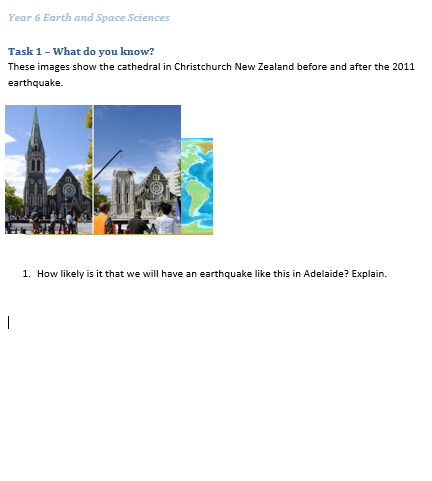 Year 6 Earth and Space Sciences
Task 1 – What do you know?
These images show the cathedral in Christchurch New Zealand before and after the 2011
earthquake.
1. How likely is it that we will have an earthquake like this in Adelaide? Explain.